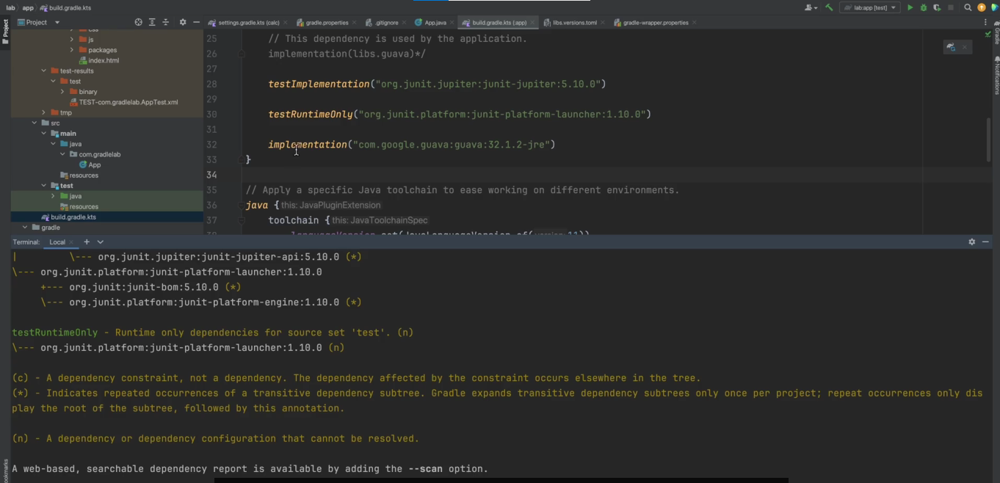 lab app build.gradle.kts
lab:app [test]
Project
settings.gradle.kts (calc)
gradle.properties
.gitignore
App.java
build.gradle.kts (:app)
libs.versions.toml
gradle-wrapper.properties
Project
Gradle
Notifications
css
js
packages
index.html
test-results
test
binary
TEST-com.gradlelab.AppTest.xml
tmp
src
main
java
com.gradlelab
App
resources
test
java
resources
build.gradle.kts
gradle
25 // This dependency is used by the application.
26 implementation(libs.guava)*/
27
28 testImplementation("org.junit.jupiter:junit-jupiter:5.10.0")
29
30 testRuntimeOnly("org.junit.platform:junit-platform-launcher:1.10.0")
31
32 implementation("com.google.guava:guava:32.1.2-jre")
33 }
34
35 // Apply a specific Java toolchain to ease working on different environments.
36 java { this: JavaPluginExtension
37 toolchain { this: JavaToolchainSpec
38 languageVersion.set(JavaLanguageVersion.of( version: 11))
Terminal: Local
| \--- org.junit.jupiter:junit-jupiter-api:5.10.0 (*)
\--- org.junit.platform:junit-platform-launcher:1.10.0
+--- org.junit:junit-bom:5.10.0 (*)
\--- org.junit.platform:junit-platform-engine:1.10.0 (*)
testRuntimeOnly - Runtime only dependencies for source set 'test'. (n)
\--- org.junit.platform:junit-platform-launcher:1.10.0 (n)
(c) - A dependency constraint, not a dependency. The dependency affected by the constraint occurs elsewhere in the tree.
(*) - Indicates repeated occurrences of a transitive dependency subtree. Gradle expands transitive dependency subtrees only once per project; repeat occurrences only dis
play the root of the subtree, followed by this annotation.
(n) - A dependency or dependency configuration that cannot be resolved.
A web-based, searchable dependency report is available by adding the --scan option.